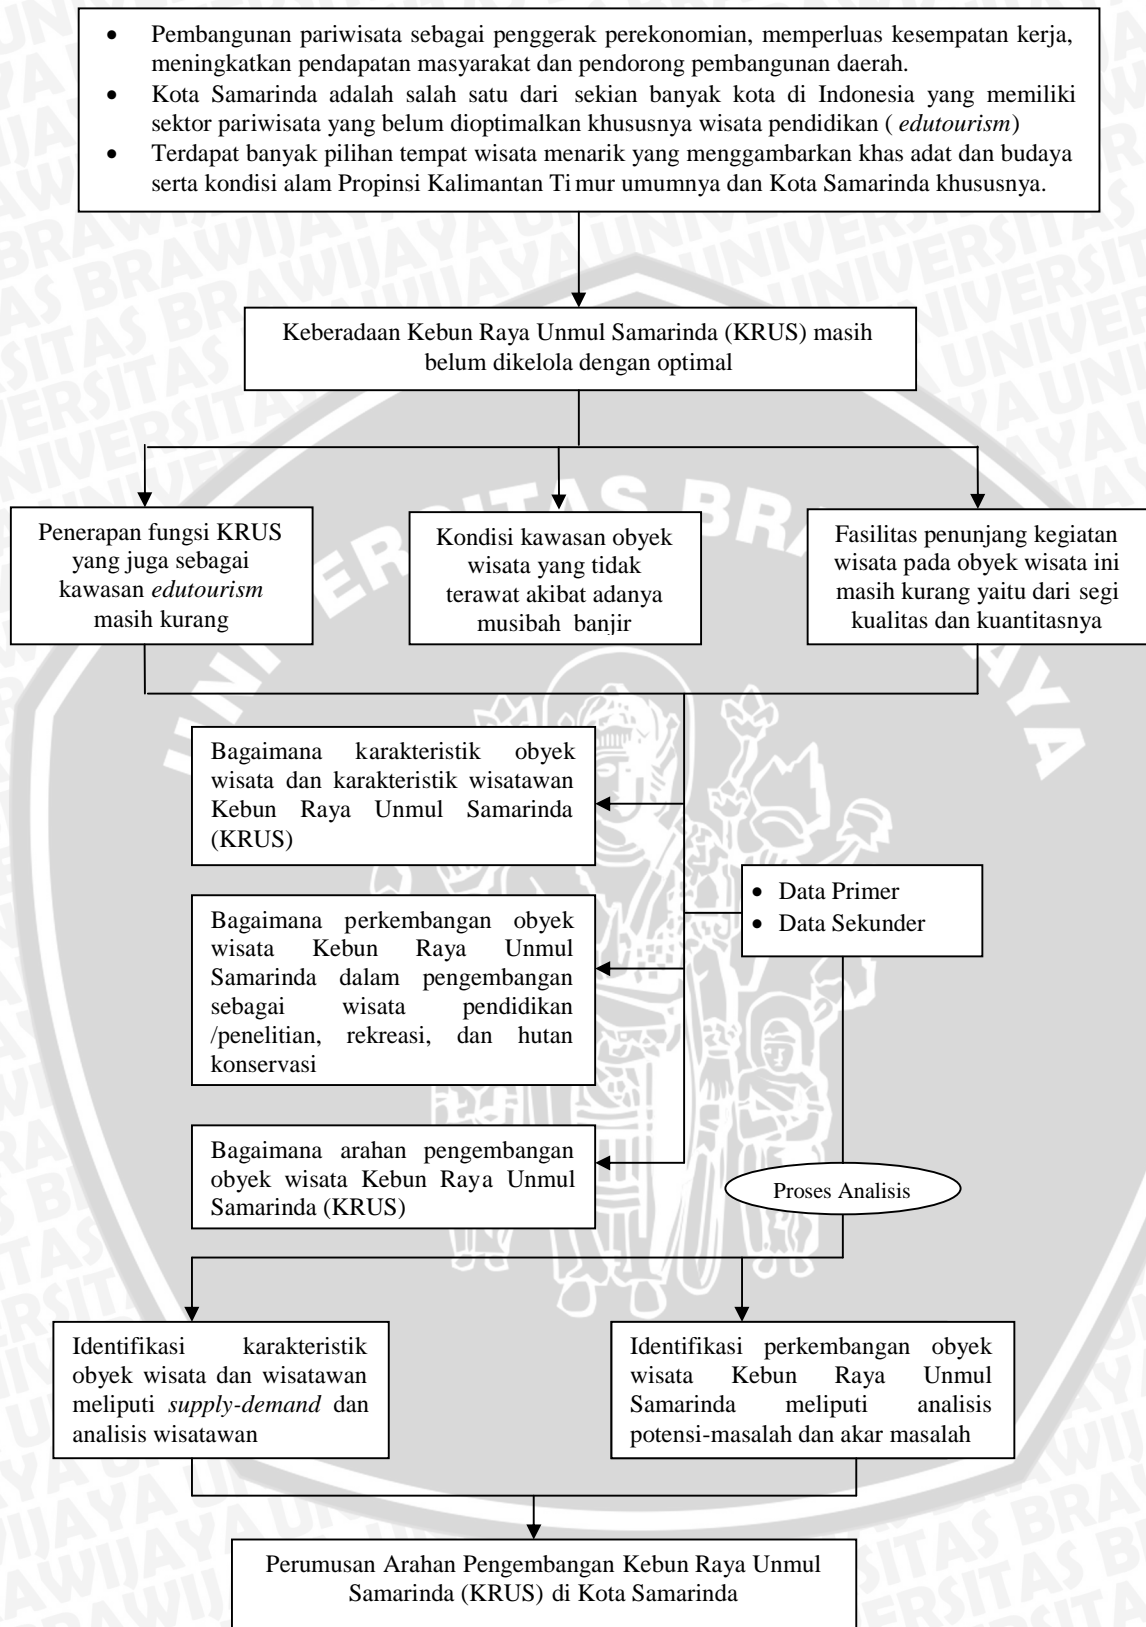 • Pembangunan pariwisata sebagai penggerak perekonomian, memperluas kesempatan kerja,
meningkatkan pendapatan masyarakat dan pendorong pembangunan daerah.
• Kota Samarinda adalah salah satu dari sekian banyak kota di Indonesia yang memiliki
sektor pariwisata yang belum dioptimalkan khususnya wisata pendidikan ( edutourism)
• Terdapat banyak pilihan tempat wisata menarik yang menggambarkan khas adat dan budaya
serta kondisi alam Propinsi Kalimantan Timur umumnya dan Kota Samarinda khususnya.
Keberadaan Kebun Raya Unmul Samarinda (KRUS) masih
belum dikelola dengan optimal
Penerapan fungsi KRUS
yang juga sebagai
kawasan edutourism
masih kurang
Kondisi kawasan obyek
wisata yang tidak
terawat akibat adanya
musibah banjir
Fasilitas penunjang kegiatan
wisata pada obyek wisata ini
masih kurang yaitu dari segi
kualitas dan kuantitasnya
Bagaimana karakteristik obyek
wisata dan karakteristik wisatawan
Kebun Raya Unmul Samarinda
(KRUS)
Bagaimana perkembangan obyek
wisata Kebun Raya Unmul
Samarinda dalam pengembangan
sebagai wisata pendidikan
/penelitian, rekreasi, dan hutan
konservasi
• Data Primer
• Data Sekunder
Bagaimana arahan pengembangan
obyek wisata Kebun Raya Unmul
Samarinda (KRUS)
Proses Analisis
Identifikasi karakteristik
obyek wisata dan wisatawan
meliputi supply-demand dan
analisis wisatawan
Identifikasi perkembangan obyek
wisata Kebun Raya Unmul
Samarinda meliputi analisis
potensi-masalah dan akar masalah
Perumusan Arahan Pengembangan Kebun Raya Unmul
Samarinda (KRUS) di Kota Samarinda